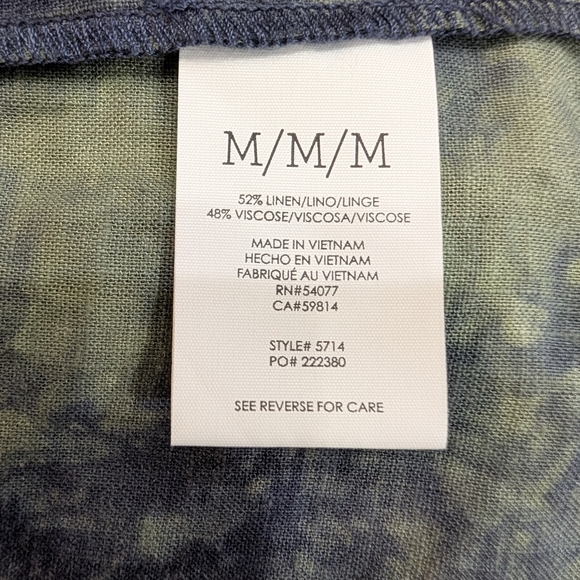 M/M/M
52% LINEN/LINO/LINGE
48% VISCOSE/VISCOSA/VISCOSE
MADE IN VIETNAM
HECHO EN VIETNAM
FABRIQUÉ AU VIETNAM
RN#54077
CA#59814
STYLE# 5714
PO# 222380
SEE REVERSE FOR CARE